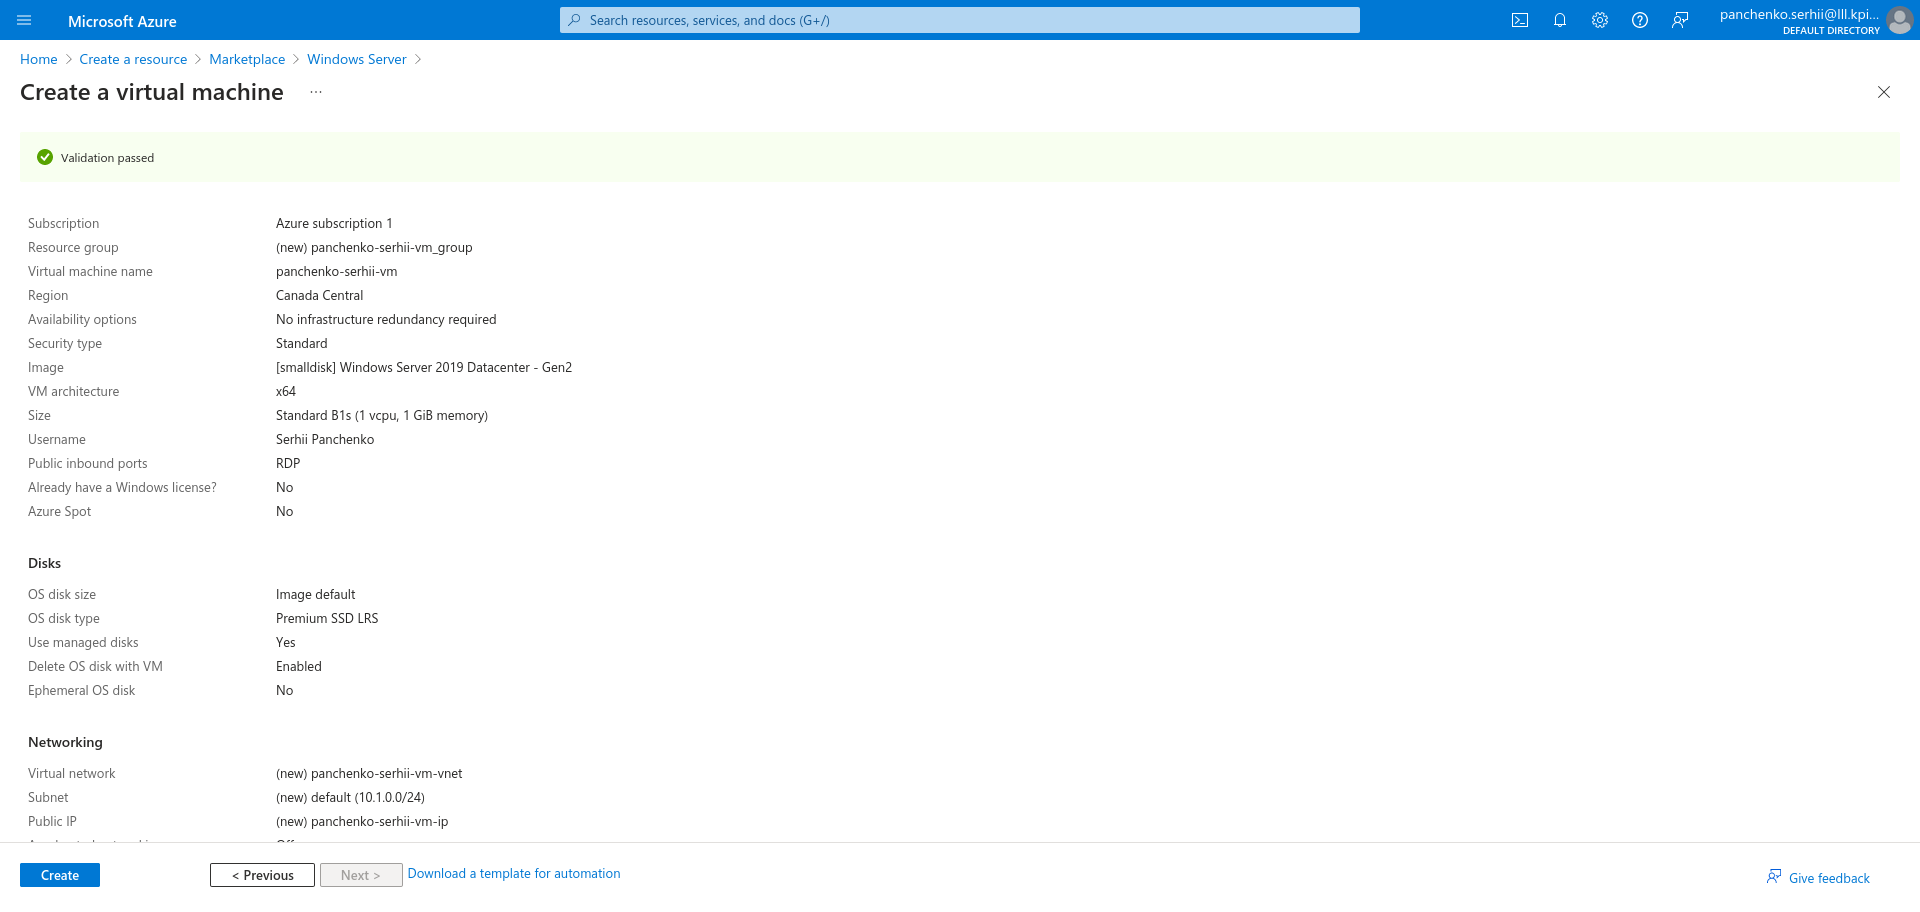 Microsoft Azure
Search resources, services, and docs (G+/)
panchenko.serhii@lll.kpi...
DEFAULT DIRECTORY
Home > Create a resource > Marketplace > Windows Server >
Create a virtual machine ...
Validation passed
Subscription Azure subscription 1
Resource group (new) panchenko-serhii-vm_group
Virtual machine name panchenko-serhii-vm
Region Canada Central
Availability options No infrastructure redundancy required
Security type Standard
Image [smalldisk] Windows Server 2019 Datacenter - Gen2
VM architecture x64
Size Standard B1s (1 vcpu, 1 GiB memory)
Username Serhii Panchenko
Public inbound ports RDP
Already have a Windows license? No
Azure Spot No
Disks
OS disk size Image default
OS disk type Premium SSD LRS
Use managed disks Yes
Delete OS disk with VM Enabled
Ephemeral OS disk No
Networking
Virtual network (new) panchenko-serhii-vm-vnet
Subnet (new) default (10.1.0.0/24)
Public IP (new) panchenko-serhii-vm-ip
Create
< Previous
Next >
Download a template for automation
Give feedback